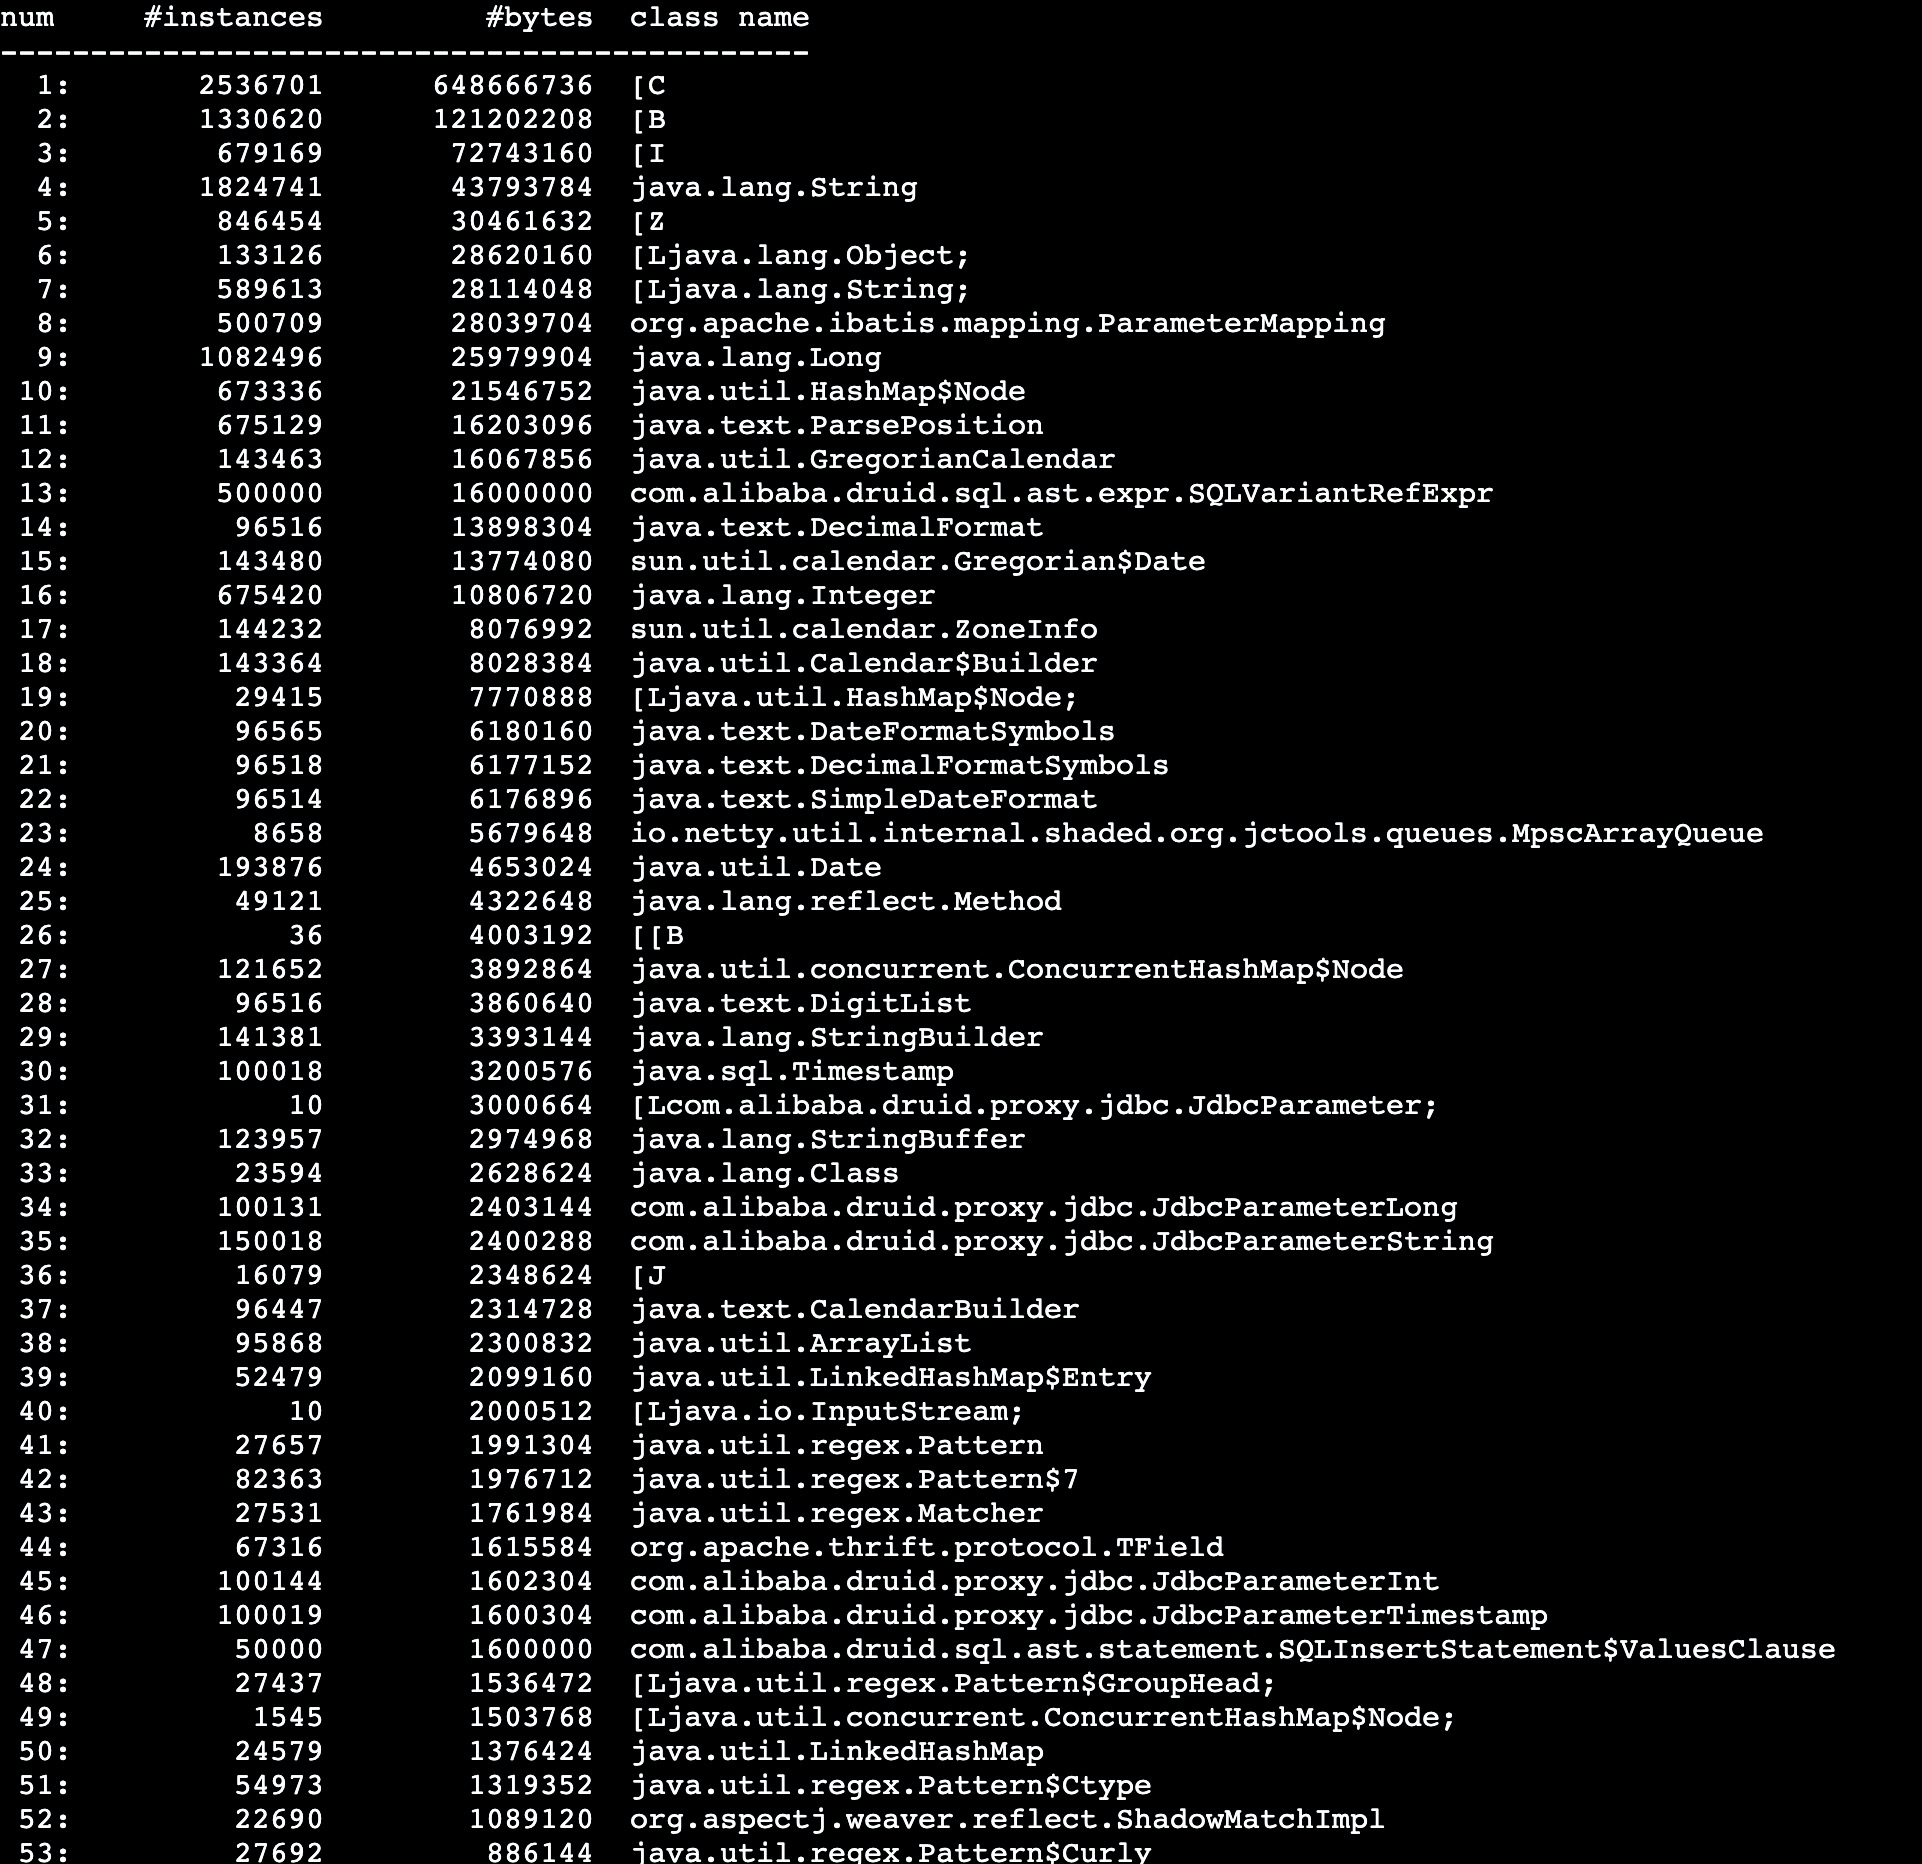 num     #instances         #bytes  class name
----------------------------------------------
  1:       2536701      648666736  [C
  2:       1330620      121202208  [B
  3:        679169       72743160  [I
  4:       1824741       43793784  java.lang.String
  5:        846454       30461632  [Z
  6:        133126       28620160  [Ljava.lang.Object;
  7:        589613       28114048  [Ljava.lang.String;
  8:        500709       28039704  org.apache.ibatis.mapping.ParameterMapping
  9:       1082496       25979904  java.lang.Long
 10:        673336       21546752  java.util.HashMap$Node
 11:        675129       16203096  java.text.ParsePosition
 12:        143463       16067856  java.util.GregorianCalendar
 13:        500000       16000000  com.alibaba.druid.sql.ast.expr.SQLVariantRefExpr
 14:         96516       13898304  java.text.DecimalFormat
 15:        143480       13774080  sun.util.calendar.Gregorian$Date
 16:        675420       10806720  java.lang.Integer
 17:        144232        8076992  sun.util.calendar.ZoneInfo
 18:        143364        8028384  java.util.Calendar$Builder
 19:         29415        7770888  [Ljava.util.HashMap$Node;
 20:         96565        6180160  java.text.DateFormatSymbols
 21:         96518        6177152  java.text.DecimalFormatSymbols
 22:         96514        6176896  java.text.SimpleDateFormat
 23:          8658        5679648  io.netty.util.internal.shaded.org.jctools.queues.MpscArrayQueue
 24:        193876        4653024  java.util.Date
 25:         49121        4322648  java.lang.reflect.Method
 26:            36        4003192  [[B
 27:        121652        3892864  java.util.concurrent.ConcurrentHashMap$Node
 28:         96516        3860640  java.text.DigitList
 29:        141381        3393144  java.lang.StringBuilder
 30:        100018        3200576  java.sql.Timestamp
 31:            10        3000664  [Lcom.alibaba.druid.proxy.jdbc.JdbcParameter;
 32:        123957        2974968  java.lang.StringBuffer
 33:         23594        2628624  java.lang.Class
 34:        100131        2403144  com.alibaba.druid.proxy.jdbc.JdbcParameterLong
 35:        150018        2400288  com.alibaba.druid.proxy.jdbc.JdbcParameterString
 36:         16079        2348624  [J
 37:         96447        2314728  java.text.CalendarBuilder
 38:         95868        2300832  java.util.ArrayList
 39:         52479        2099160  java.util.LinkedHashMap$Entry
 40:            10        2000512  [Ljava.io.InputStream;
 41:         27657        1991304  java.util.regex.Pattern
 42:         82363        1976712  java.util.regex.Pattern$7
 43:         27531        1761984  java.util.regex.Matcher
 44:         67316        1615584  org.apache.thrift.protocol.TField
 45:        100144        1602304  com.alibaba.druid.proxy.jdbc.JdbcParameterInt
 46:        100019        1600304  com.alibaba.druid.proxy.jdbc.JdbcParameterTimestamp
 47:         50000        1600000  com.alibaba.druid.sql.ast.statement.SQLInsertStatement$ValuesClause
 48:         27437        1536472  [Ljava.util.regex.Pattern$GroupHead;
 49:          1545        1503768  [Ljava.util.concurrent.ConcurrentHashMap$Node;
 50:         24579        1376424  java.util.LinkedHashMap
 51:         54973        1319352  java.util.regex.Pattern$Ctype
 52:         22690        1089120  org.aspectj.weaver.reflect.ShadowMatchImpl
 53:         27692         886144  java.util.regex.Pattern$Curly